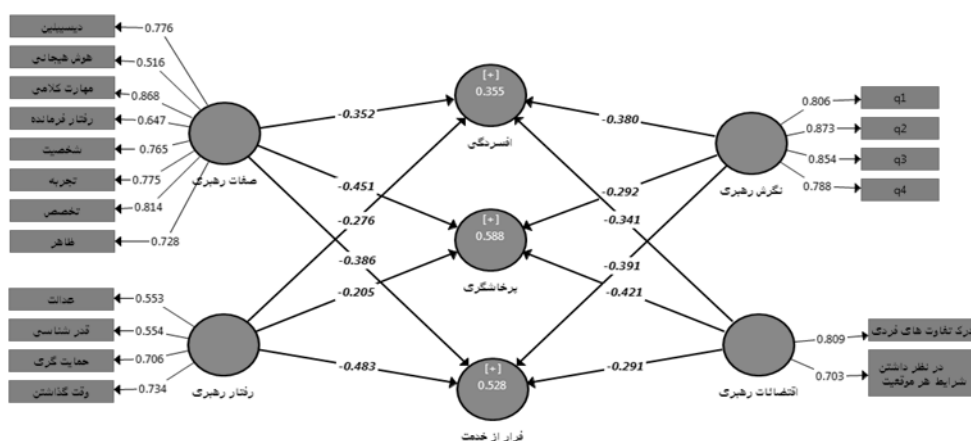 دیسیپلین
هوش هیجانی
مهارت کلامی
رفتار فرمانده
شخصیت
تجربه
تخصص
ظاهر
0.776
0.516
0.868
0.647
0.765
0.775
0.814
0.728
صفات رهبری
عدالت
قدر شناسی
حمایت گری
وقت گذاشتن
0.553
0.554
0.706
0.734
رفتار رهبری
-0.352
-0.451
-0.276
-0.386
-0.205
-0.483
[+]
0.355
افسردگی
[+]
0.588
پرخاشگری
[+]
0.528
فرار از خدمت
-0.380
-0.292
-0.341
-0.391
-0.421
-0.291
نگرش رهبری
0.806
0.873
0.854
0.788
q1
q2
q3
q4
اقتضائات رهبری
0.809
0.703
درک تفاوت های فردی
در نظر داشتن
شرایط هر موقعیت